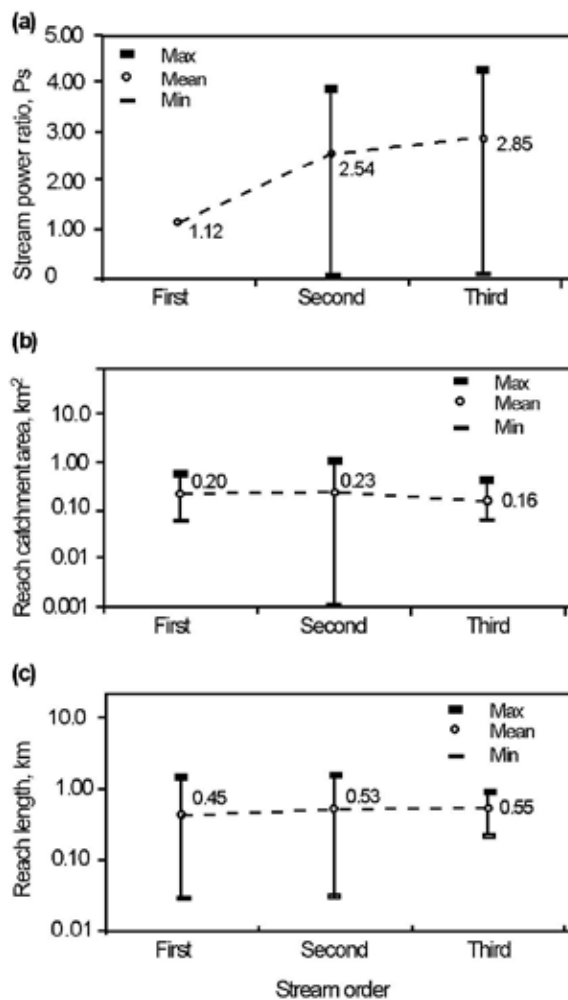 (a)
5.00
4.00
3.00
2.00
1.00
0
Stream power ratio, Ps
Max
Mean
Min
1.12
2.54
2.85
First Second Third
(b)
10.0
1.00
0.10
0.01
0.001
Reach catchment area, km²
Max
Mean
Min
0.20
0.23
0.16
First Second Third
(c)
10.0
1.00
0.10
0.01
Reach length, km
Max
Mean
Min
0.45
0.53
0.55
First Second Third
Stream order